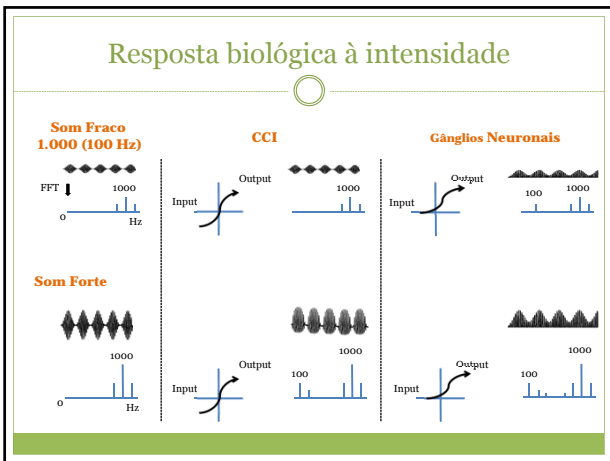 Resposta biológica à intensidade
Som Fraco
1.000 (100 Hz)
CCI
Gânglios Neuronais
FFT
1000
0
Hz
Input
Output
1000
Input
Output
100
1000
Som Forte
1000
0
Hz
Input
Output
100
1000
Input
Output
100
1000